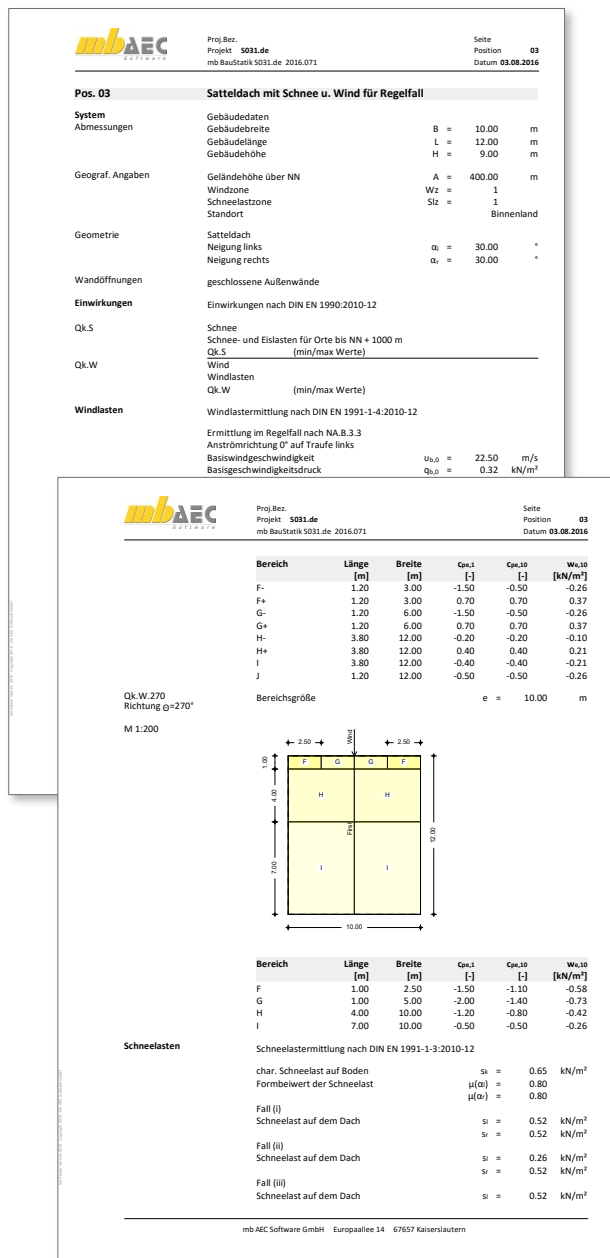 mb AEC
Software
Proj.Bez.
Seite
Projekt S031.de
Position 03
mb BauStatik S031.de 2016.071
Datum 03.08.2016
Pos. 03 Satteldach mit Schnee u. Wind für Regelfall
System Gebäudedaten
Abmessungen Gebäudebreite B = 10.00 m
Gebäudelänge L = 12.00 m
Gebäudehöhe H = 9.00 m
Geograf. Angaben Geländehöhe über NN A = 400.00 m
Windzone Wz = 1
Schneelastzone Slz = 1
Standort Binnenland
Geometrie Satteldach
Neigung links αl = 30.00 °
Neigung rechts αr = 30.00 °
Wandöffnungen geschlossene Außenwände
Einwirkungen Einwirkungen nach DIN EN 1990:2010-12
Qk.S Schnee
Schnee- und Eislasten für Orte bis NN + 1000 m
Qk.S (min/max Werte)
Qk.W Wind
Windlasten
Qk.W (min/max Werte)
Windlasten Windlastermittlung nach DIN EN 1991-1-4:2010-12
Ermittlung im Regelfall nach NA.B.3.3
Anströmrichtung 0° auf Traufe links
Basiswindgeschwindigkeit υb,0 = 22.50 m/s
Basisgeschwindigkeitsdruck qb,0 = 0.32 kN/m²
mb AEC
Software
Proj.Bez.
Seite
Projekt S031.de
Position 03
mb BauStatik S031.de 2016.071
Datum 03.08.2016
Bereich Länge Breite cpe,1 cpe,10 we,10
[m] [m] [-] [-] [kN/m²]
F- 1.20 3.00 -1.50 -0.50 -0.26
F+ 1.20 3.00 0.70 0.70 0.37
G- 1.20 6.00 -1.50 -0.50 -0.26
G+ 1.20 6.00 0.70 0.70 0.37
H- 3.80 12.00 -0.20 -0.20 -0.10
H+ 3.80 12.00 0.40 0.40 0.21
I 3.80 12.00 -0.40 -0.40 -0.21
J 1.20 12.00 -0.50 -0.50 -0.26
Qk.W.270 Bereichsgröße e = 10.00 m
Richtung Θ=270°
M 1:200
Wind
2.50 2.50
1.00 F G G F
4.00 H H
First
12.00
7.00 I I
10.00
Bereich Länge Breite cpe,1 cpe,10 we,10
[m] [m] [-] [-] [kN/m²]
F 1.00 2.50 -1.50 -1.10 -0.58
G 1.00 5.00 -2.00 -1.40 -0.73
H 4.00 10.00 -1.20 -0.80 -0.42
I 7.00 10.00 -0.50 -0.50 -0.26
Schneelasten Schneelastermittlung nach DIN EN 1991-1-3:2010-12
char. Schneelast auf Boden sk = 0.65 kN/m²
Formbeiwert der Schneelast μ(αl) = 0.80
μ(αr) = 0.80
Fall (i)
Schneelast auf dem Dach sl = 0.52 kN/m²
sr = 0.52 kN/m²
Fall (ii)
Schneelast auf dem Dach sl = 0.26 kN/m²
sr = 0.52 kN/m²
Fall (iii)
Schneelast auf dem Dach sl = 0.52 kN/m²
mb AEC Software GmbH Europaallee 14 67657 Kaiserslautern